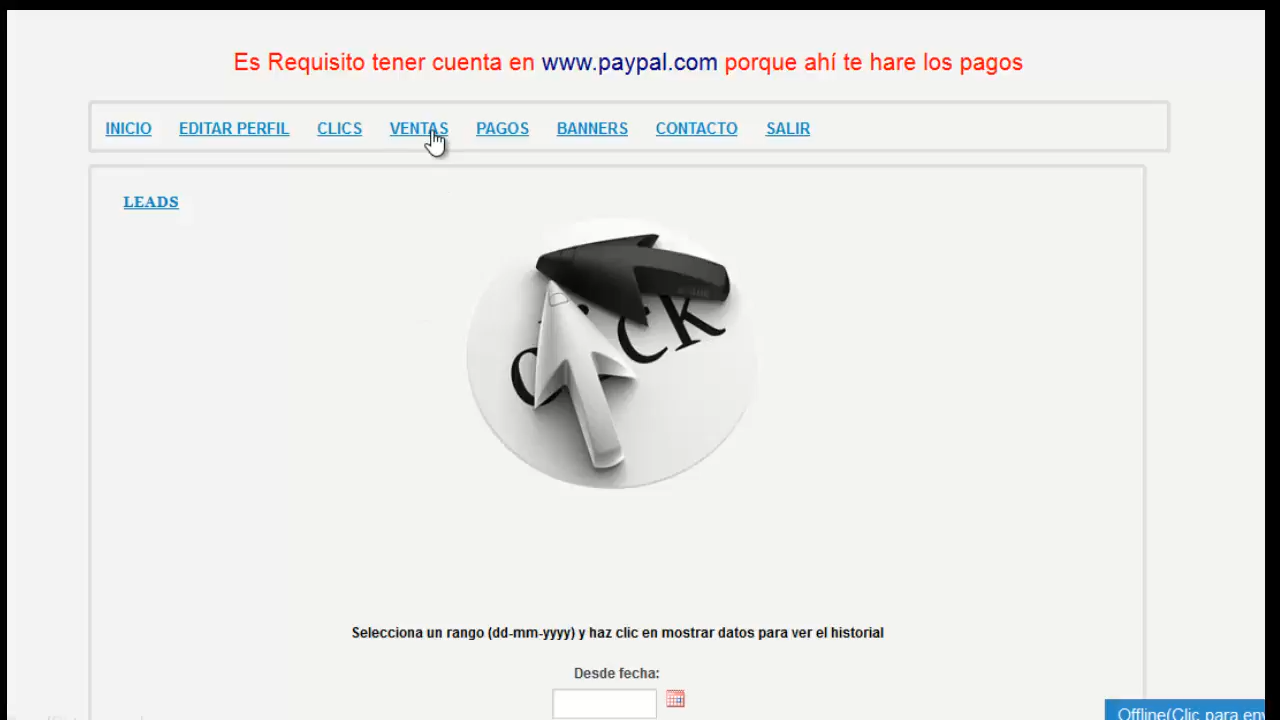 Es Requisito tener cuenta en www.paypal.com porque ahí te hare los pagos
INICIO EDITAR PERFIL CLICS VENTAS PAGOS BANNERS CONTACTO SALIR
LEADS
CK
Selecciona un rango (dd-mm-yyyy) y haz clic en mostrar datos para ver el historial
Desde fecha:
Offline(Clic para